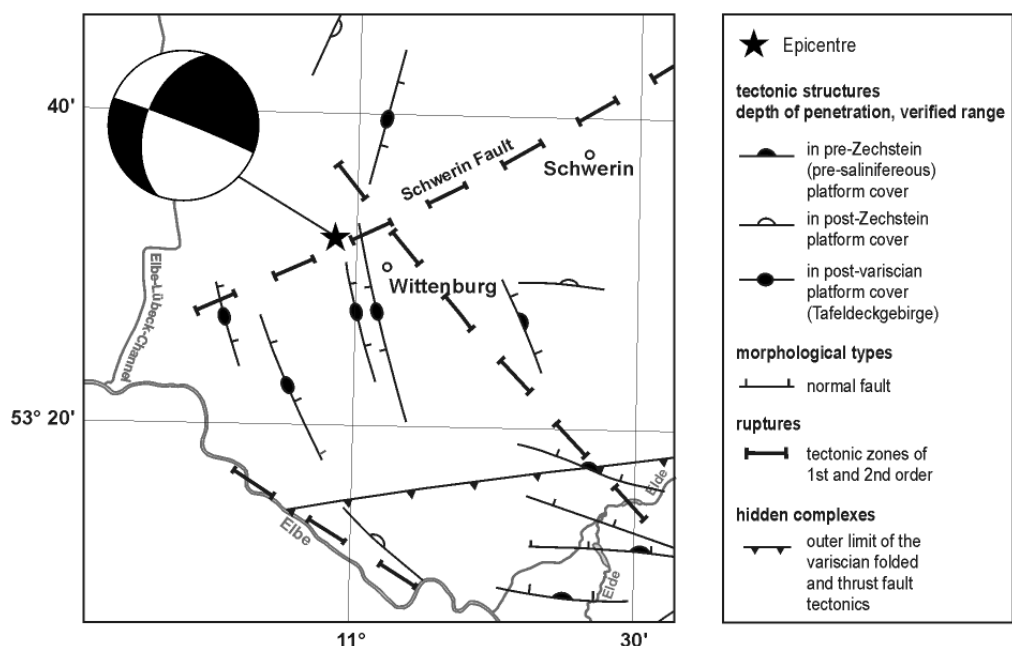 40'
53° 20'
11°
30'
Schwerin Fault
Schwerin
Wittenburg
Elbe-Lübeck-Channel
Elbe
Elde
Elde
Epicentre
tectonic structures
depth of penetration, verified range
in pre-Zechstein
(pre-salinifereous)
platform cover
in post-Zechstein
platform cover
in post-variscian
platform cover
(Tafeldeckgebirge)
morphological types
normal fault
ruptures
tectonic zones of
1st and 2nd order
hidden complexes
outer limit of the
variscian folded
and thrust fault
tectonics